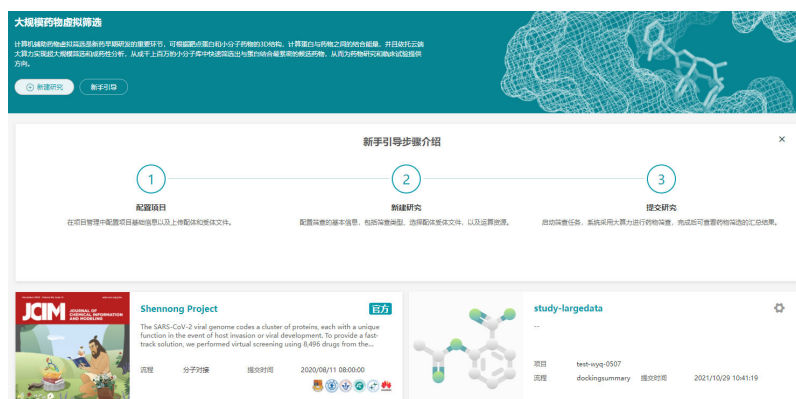 大规模药物虚拟筛选
计算机辅助药物虚拟筛选是新药早期研发的重要环节，可根据靶点蛋白和小分子药物的3D结构，计算蛋白与药物之间的结合能量，并且依托云端
大算力实现超大规模筛选和成药性分析，从成千上百万的小分子库中快速筛选出与蛋白结合最紧密的候选药物，从而为药物研究和临床试验提供
方向。
新建研究
新手引导
新手引导步骤介绍
1
2
3
配置项目
新建研究
提交研究
在项目管理中配置项目基础信息以及上传配体和受体文件。
配置筛查的基本信息，包括筛查类型、选择配体受体文件、以及运算资源。
启动筛查任务，系统采用大算力进行药物筛查，完成后可查看药物筛选的汇总结果。
JCIM
JOURNAL OF
CHEMICAL INFORMATION
AND MODELING
Shennong Project
官方
The SARS-CoV-2 viral genome codes a cluster of proteins, each with a unique
function in the event of host invasion or viral development. To provide a fast-
track solution, we performed virtual screening using 8,496 drugs from the...
流程
分子对接
提交时间
2020/08/11 08:00:00
study-largedata
--
项目
test-wyq-0507
流程
dockingsummary
提交时间
2021/10/29 10:41:19